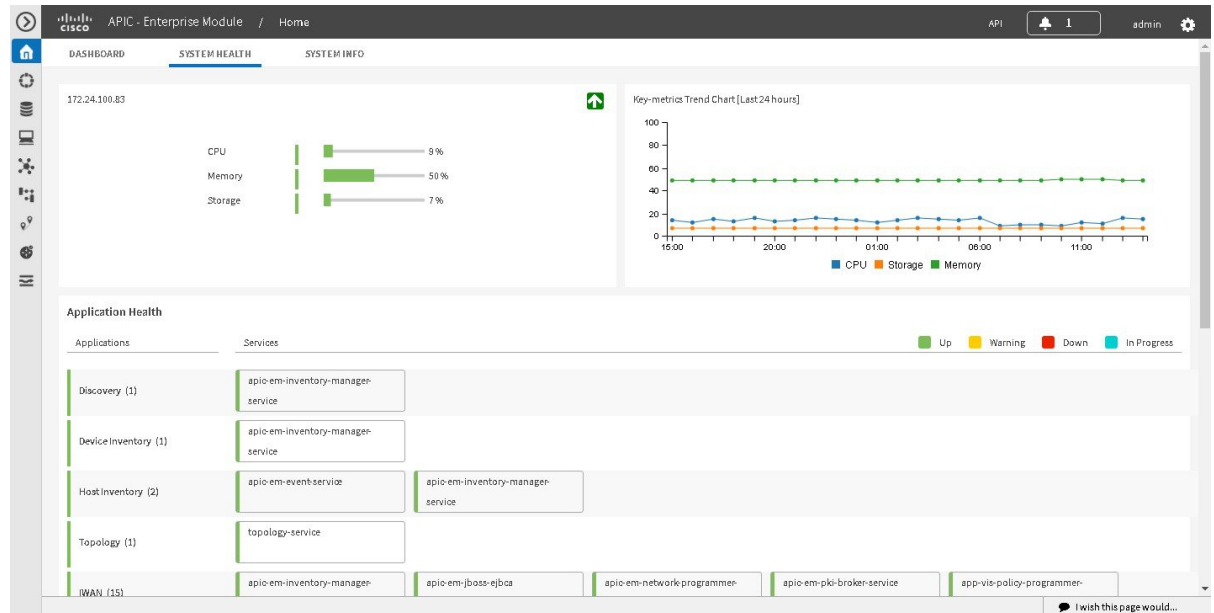 cisco APIC - Enterprise Module / Home API 1 admin
DASHBOARD SYSTEM HEALTH SYSTEM INFO
172.24.100.83
CPU 9%
Memory 50%
Storage 7%
Key-metrics Trend Chart [Last 24 hours]
100
80
60
40
20
0
15:00 20:00 01:00 06:00 11:00
CPU Storage Memory
Application Health
Applications Services Up Warning Down In Progress
Discovery (1)
apic-em-inventory-manager-
service
Device Inventory (1)
apic-em-inventory-manager-
service
Host Inventory (2)
apic-em-event-service
apic-em-inventory-manager-
service
Topology (1)
topology-service
IWAN (15)
apic-em-inventory-manager-
apic-em-jboss-ejbca
apic-em-network-programmer-
apic-em-pki-broker-service
app-vis-policy-programmer-
I wish this page would...